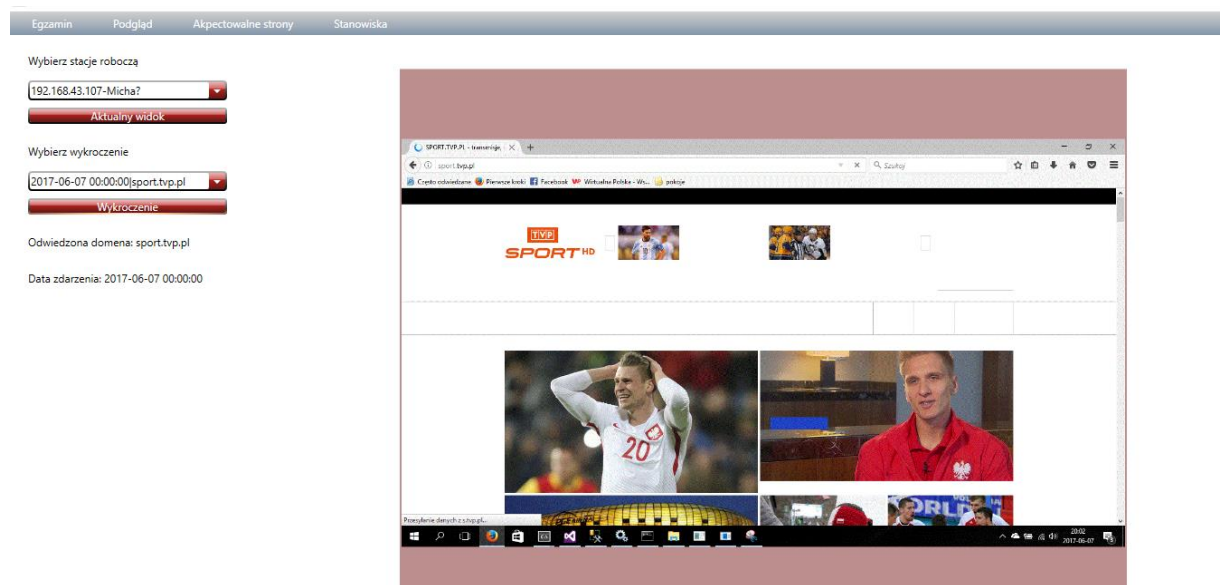 Egzamin Podgląd Akpectowalne strony Stanowiska
Wybierz stacje roboczą
192.168.43.107-Micha?
Aktualny widok
Wybierz wykroczenie
2017-06-07 00:00:00|sport.tvp.pl
Wykroczenie
Odwiedzona domena: sport.tvp.pl
Data zdarzenia: 2017-06-07 00:00:00
SPORT.TVP.PL - transmisje,
sport.tvp.pl
Szukaj
Często odwiedzane Pierwsze kroki Facebook WP Wirtualna Polska - Ws... pokoje
TVP
SPORT HD
20
Przesyłanie danych z s.tvp.pl...
20:02
2017-06-07